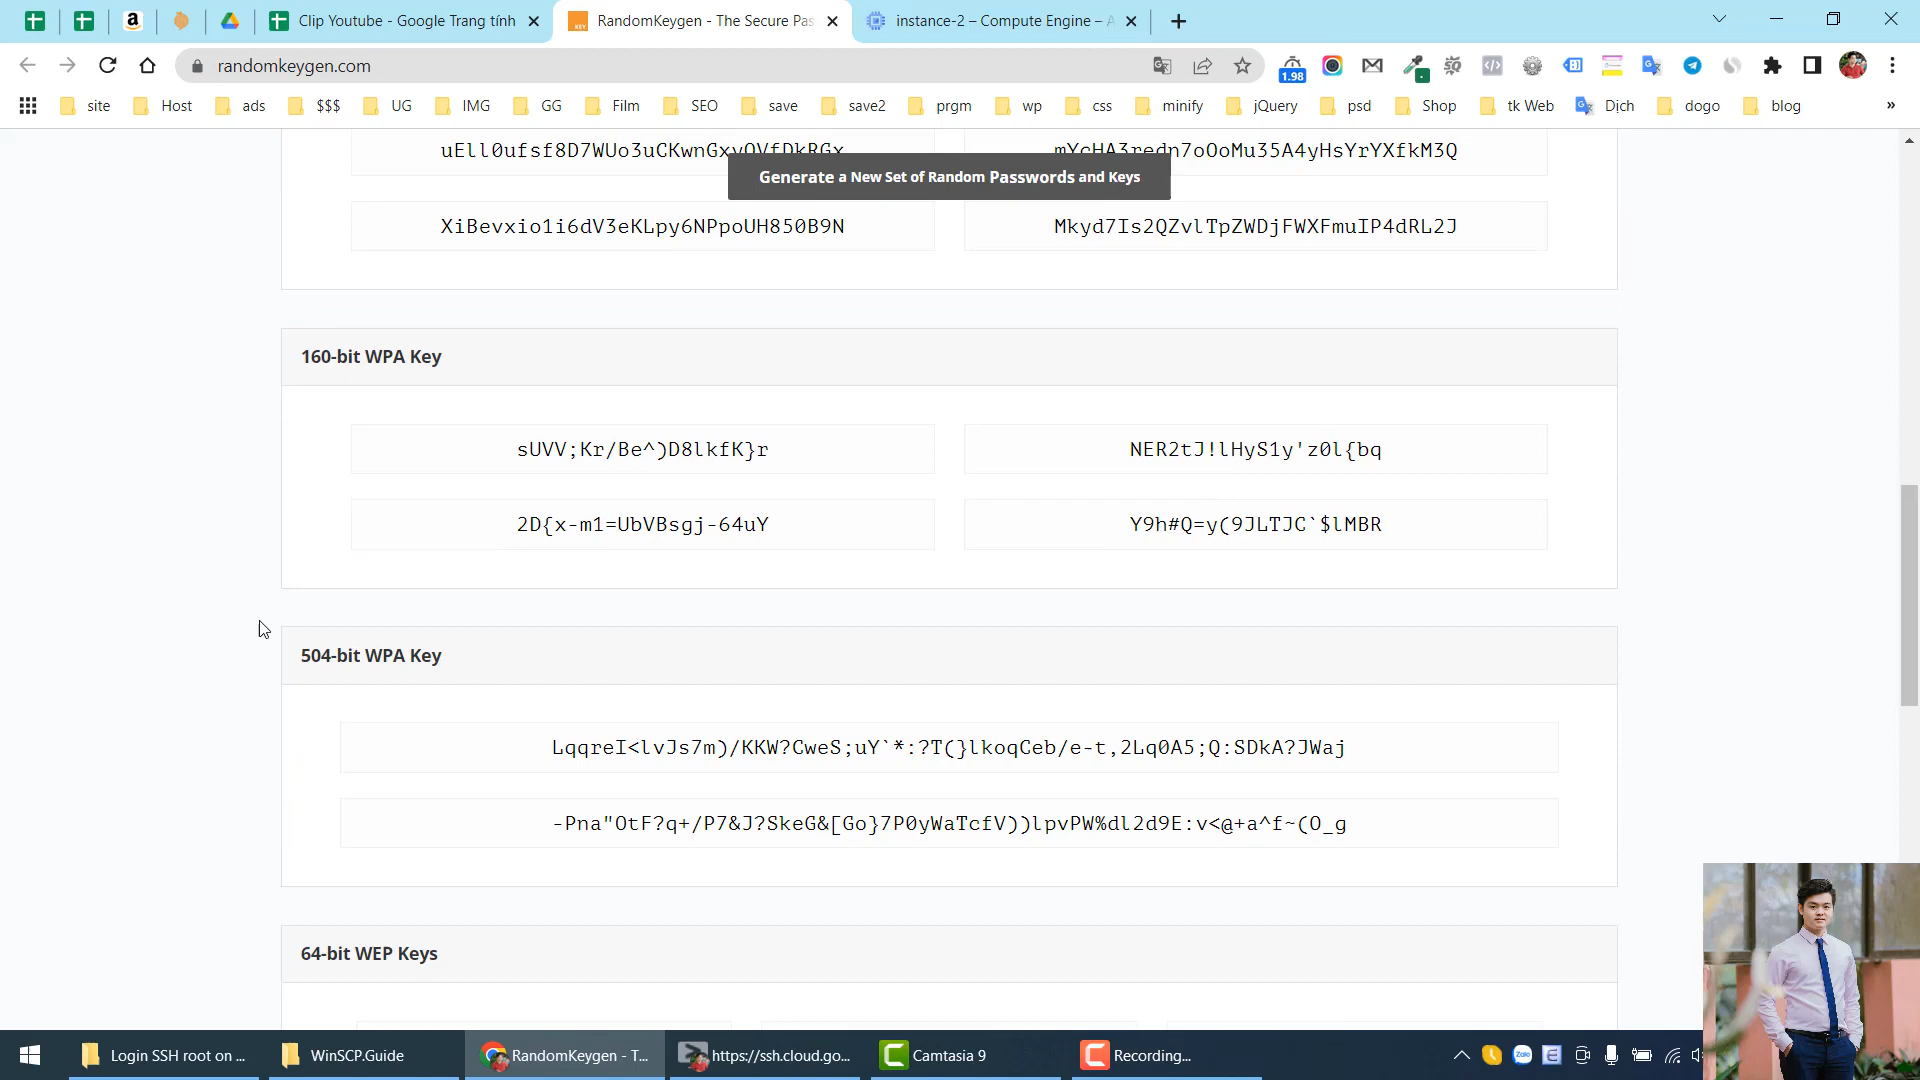 Clip Youtube - Google Trang tính
RandomKeygen - The Secure Pas
instance-2 – Compute Engine – A
randomkeygen.com
1.98
site
Host
ads
$$$
UG
IMG
GG
Film
SEO
save
save2
prgm
wp
css
minify
jQuery
psd
Shop
tk Web
Dịch
dogo
blog
»
Generate a New Set of Random Passwords and Keys
XiBevxio1i6dV3eKLpy6NPpoUH850B9N
Mkyd7Is2QZvlTpZWDjFWXFmuIP4dRL2J
160-bit WPA Key
sUVV;Kr/Be^)D8lkfK}r
NER2tJ!lHyS1y'z0l{bq
2D{x-m1=UbVBsgj-64uY
Y9h#Q=y(9JLTJC`$lMBR
504-bit WPA Key
LqqreI<lvJs7m)/KKW?CweS;uY`*:?T(}lkoqCeb/e-t,2Lq0A5;Q:SDkA?JWaj
-Pna"OtF?q+/P7&J?SkeG&[Go}7P0yWaTcfV))lpvPW%dl2d9E:v<@+a^f~(O_g
64-bit WEP Keys
Login SSH root on ...
WinSCP.Guide
RandomKeygen - T...
https://ssh.cloud.go...
Camtasia 9
Recording...